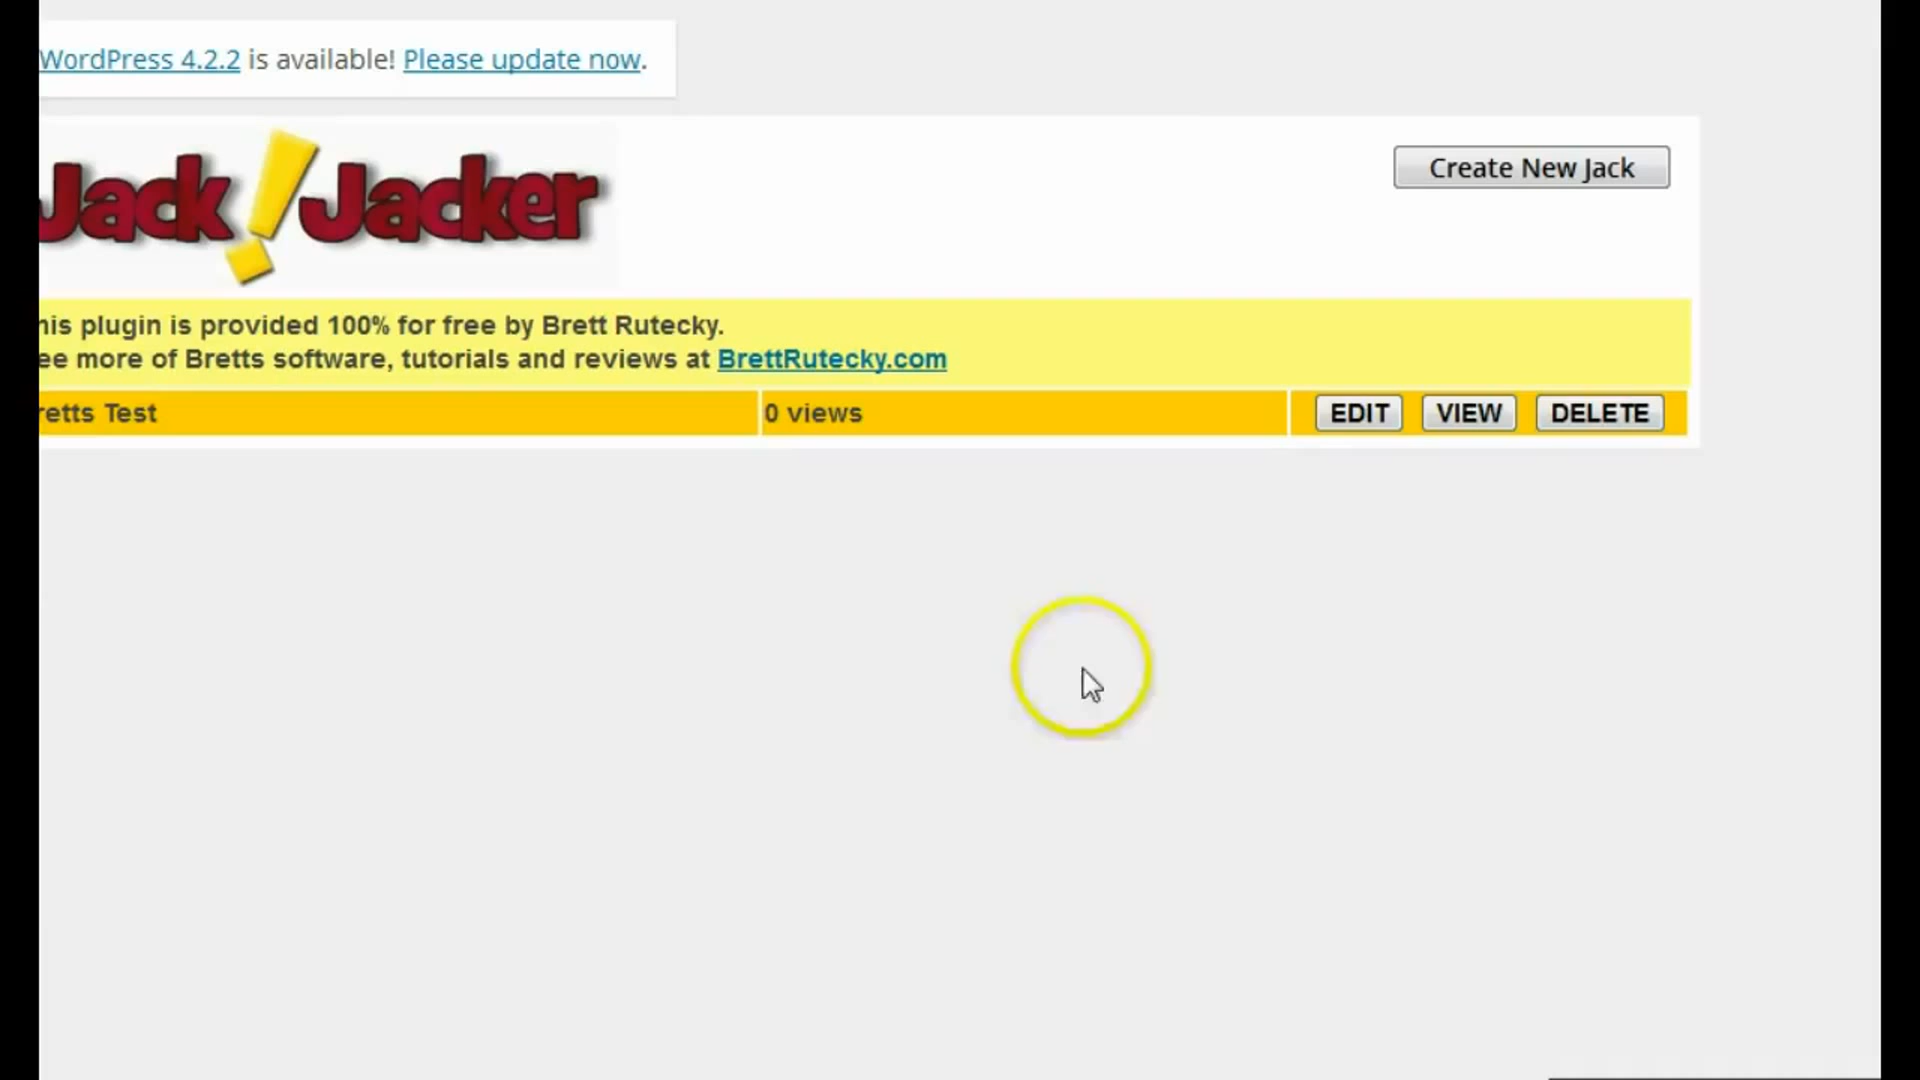 WordPress 4.2.2 is available! Please update now.
Jack!Jacker
Create New Jack
his plugin is provided 100% for free by Brett Rutecky.
ee more of Bretts software, tutorials and reviews at BrettRutecky.com
retts Test
0 views
EDIT
VIEW
DELETE